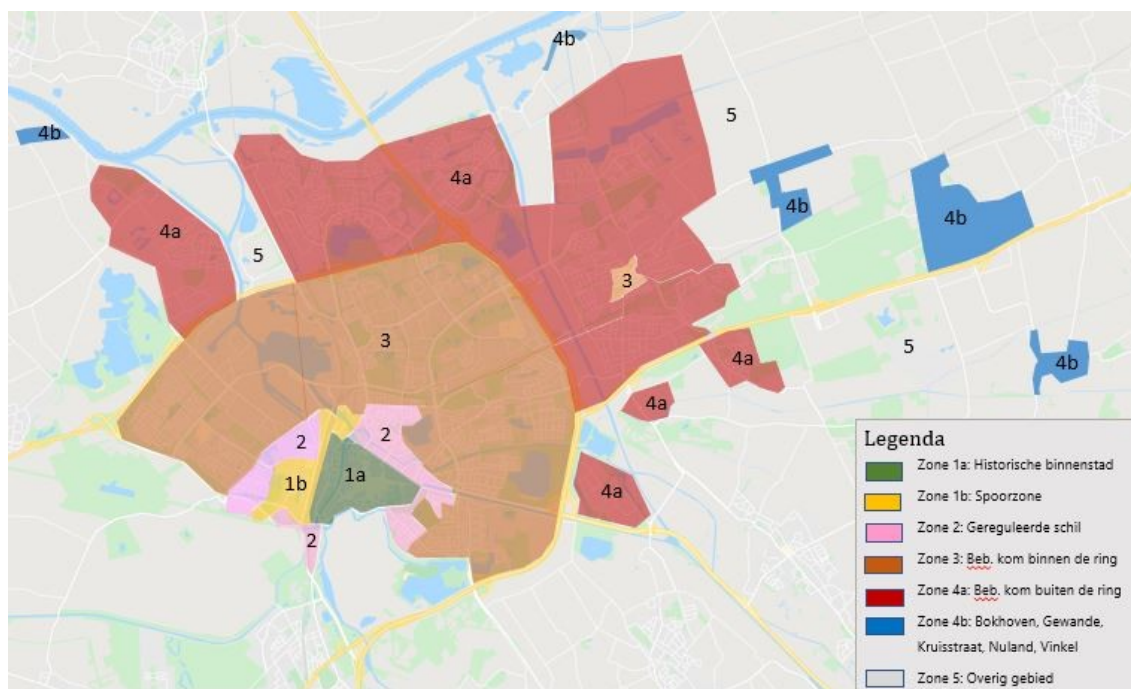 4b
4b
5
4a
4b
4b
4a
5
3
3
5
4a
4b
4a
2
2
1a
1b
4a
2
Legenda
Zone 1a: Historische binnenstad
Zone 1b: Spoorzone
Zone 2: Gereguleerde schil
Zone 3: Beb. kom binnen de ring
Zone 4a: Beb. kom buiten de ring
Zone 4b: Bokhoven, Gewande,
Kruisstraat, Nuland, Vinkel
Zone 5: Overig gebied